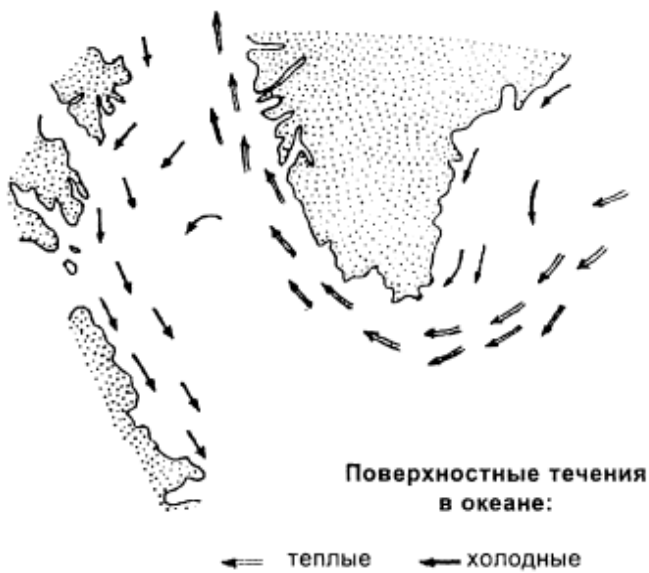 Поверхностные течения
в океане:
теплые холодные